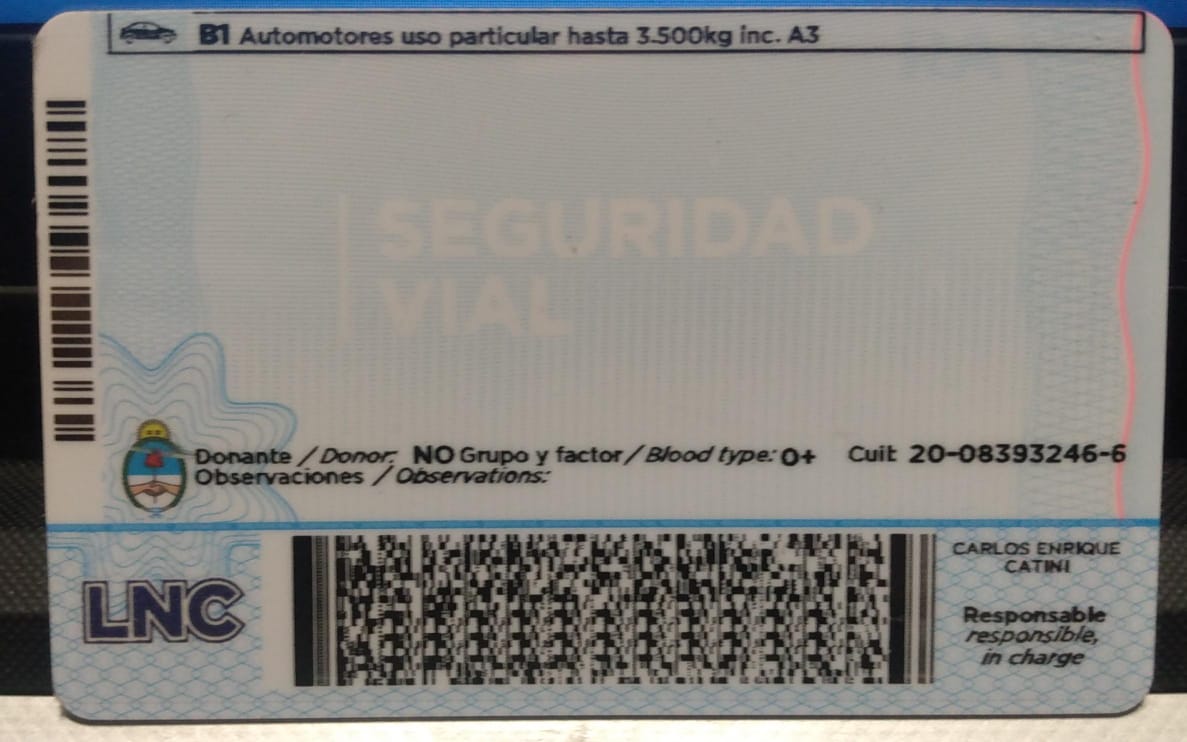 B1 Automotores uso particular hasta 3.500kg inc. A3
SEGURIDAD
VIAL
Donante / Donor: NO Grupo y factor / Blood type: 0+ Cuil: 20-08393246-6
Observaciones / Observations:
LNC
CARLOS ENRIQUE
CATINI
Responsable
responsible,
in charge